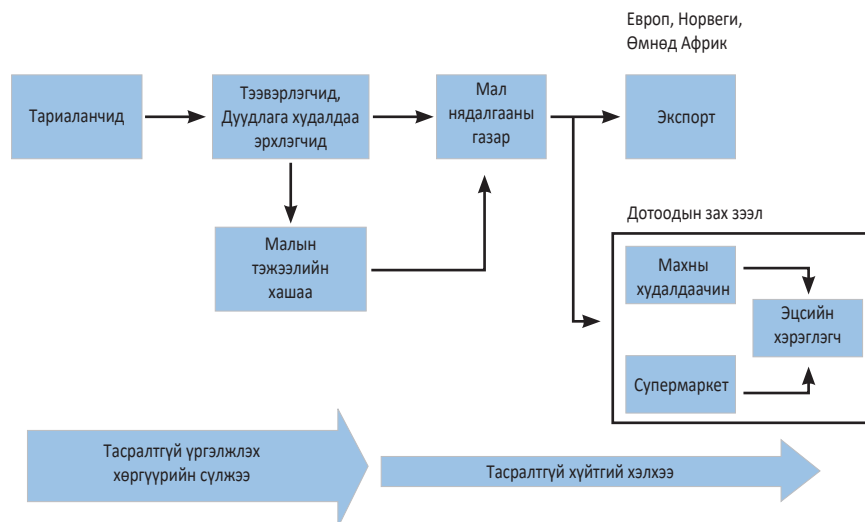 Европ, Норвеги,
Өмнөд Африк
Тариаланчид
Тээвэрлэгчид,
Дуудлага худалдаа
эрхлэгчид
Мал
нядалгааны
газар
Экспорт
Малын
тэжээлийн
хашаа
Дотоодын зах зээл
Махны
худалдаачин
Эцсийн
хэрэглэгч
Супермаркет
Тасралтгүй үргэлжлэх
хөргүүрийн сүлжээ
Тасралтгүй хүйтгий хэлхээ